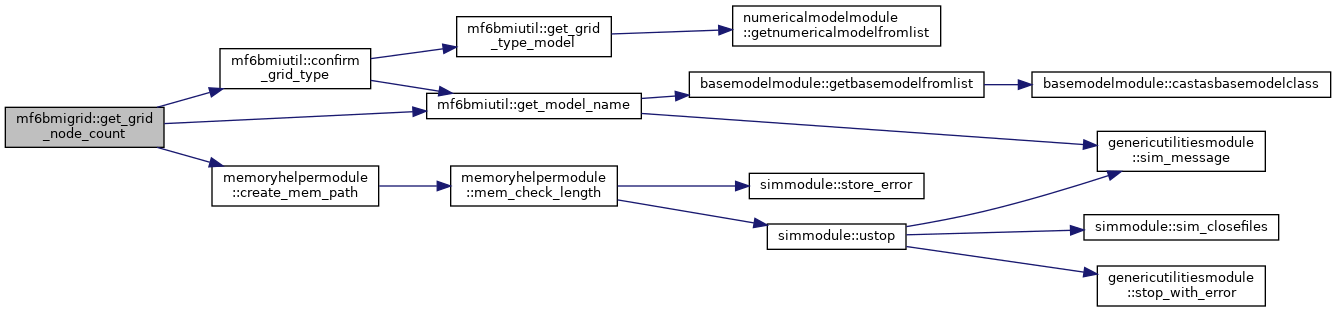 mf6bmigrid::get_grid
_node_count
mf6bmiutil::confirm
_grid_type
mf6bmiutil::get_grid
_type_model
numericalmodelmodule
::getnumericalmodelfromlist
mf6bmiutil::get_model_name
basemodelmodule::getbasemodelfromlist
basemodelmodule::castasbasemodelclass
genericutilitiesmodule
::sim_message
memoryhelpermodule
::create_mem_path
memoryhelpermodule
::mem_check_length
simmodule::store_error
simmodule::ustop
simmodule::sim_closefiles
genericutilitiesmodule
::stop_with_error